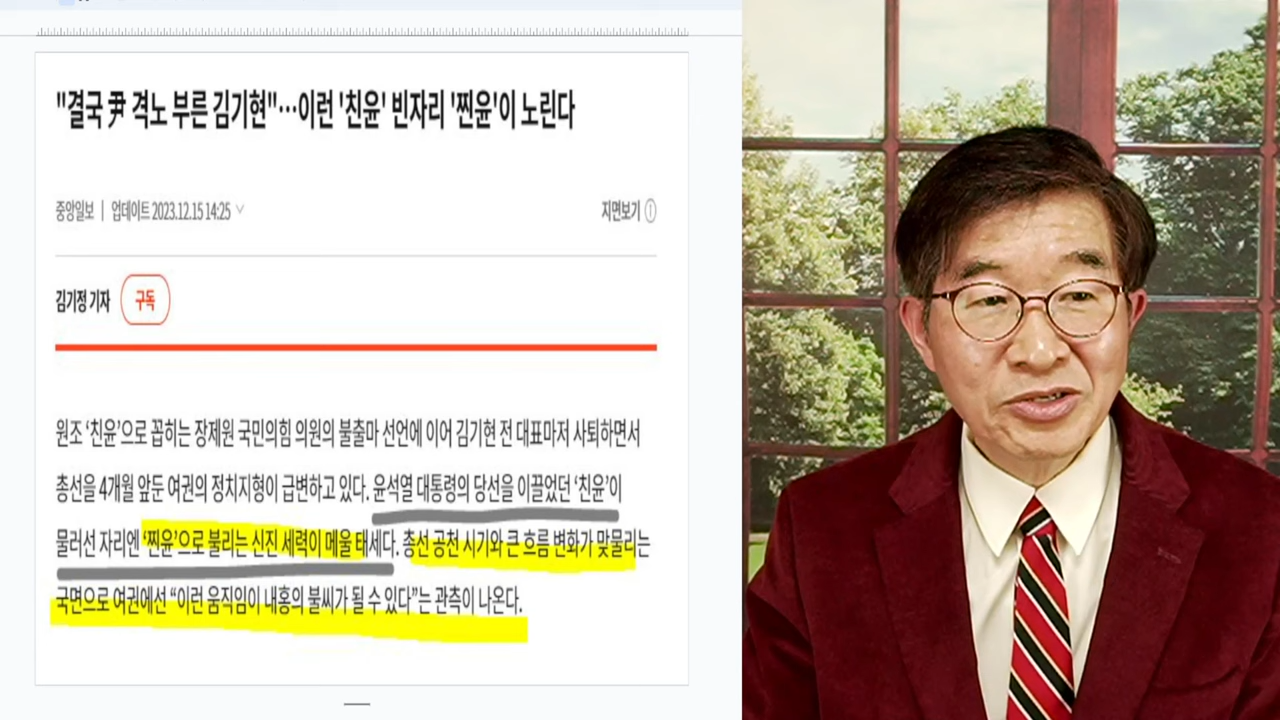 "결국 尹 격노 부른 김기현"…이런 '친윤' 빈자리 '찐윤'이 노린다
중앙일보 | 업데이트 2023.12.15 14:25
지면보기
김기정 기자 구독
원조 ‘친윤’으로 꼽히는 장제원 국민의힘 의원의 불출마 선언에 이어 김기현 전 대표마저 사퇴하면서
총선을 4개월 앞둔 여권의 정치지형이 급변하고 있다. 윤석열 대통령의 당선을 이끌었던 ‘친윤’이
물러선 자리엔 ‘찐윤’으로 불리는 신진 세력이 메울 태세다. 총선 공천 시기와 큰 흐름 변화가 맞물리는
국면으로 여권에선 “이런 움직임이 내홍의 불씨가 될 수 있다”는 관측이 나온다.